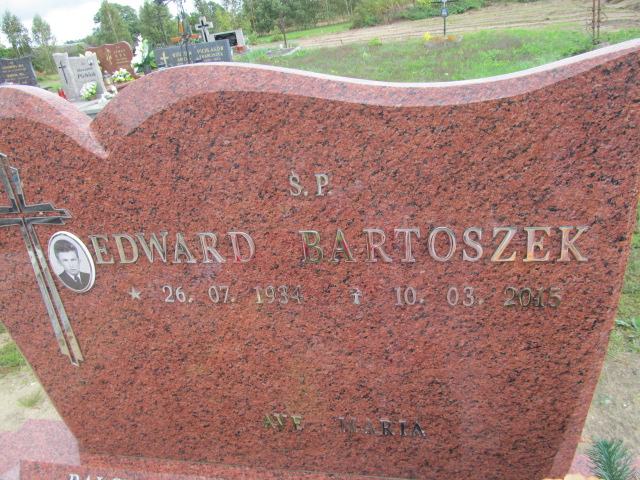 Ś.P.
EDWARD BARTOSZEK
* 26. 07. 1934 ✝ 10. 03. 2015
AVE MARIA